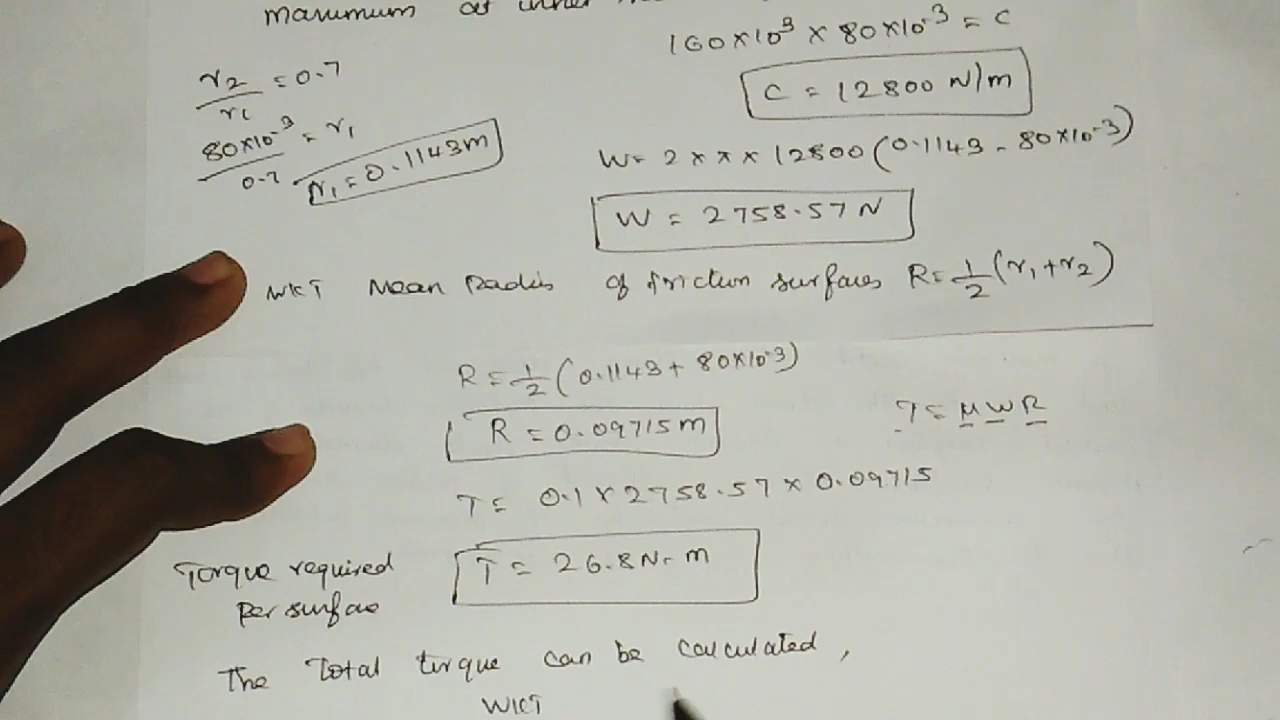 maximum at inner
r2/r1 = 0.7
80×10^-3/0.7 = r1
r1 = 0.1143m
160×10^3 × 80×10^-3 = C
C = 12800 N/m
W = 2 × π × 12800 (0.1143 - 80×10^-3)
W = 2758.57 N
WKT Mean Radius of friction surfaces R = 1/2 (r1 + r2)
R = 1/2 (0.1143 + 80×10^-3)
R = 0.09715m
T = μWR
T = 0.1 × 2758.57 × 0.09715
Torque required
per surface
T = 26.8 N-m
The Total torque can be calculated,
WKT